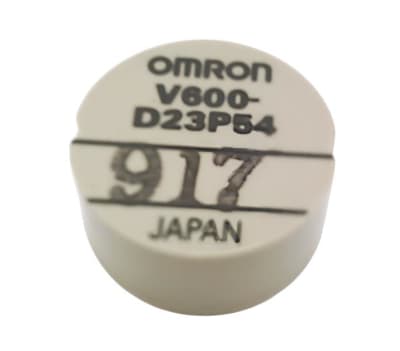 OMRON
V600-
D23P54
917
JAPAN